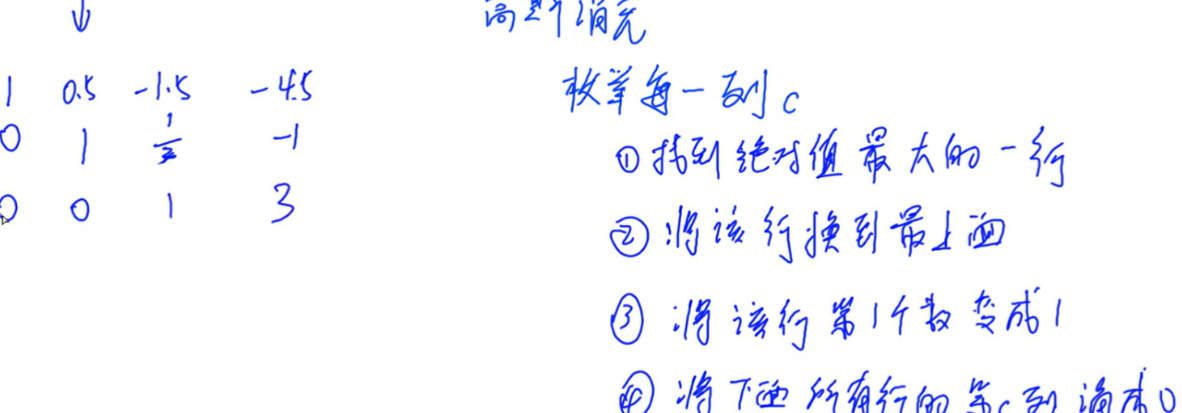 高斯消元
1 0.5 -1.5 -4.5
0 1 1/3 -1
0 0 1 3
枚举每一列c
①找到绝对值最大的一行
②将该行换到最上面
③将该行第1个数变成1
④将下面所有行的第c列消成0